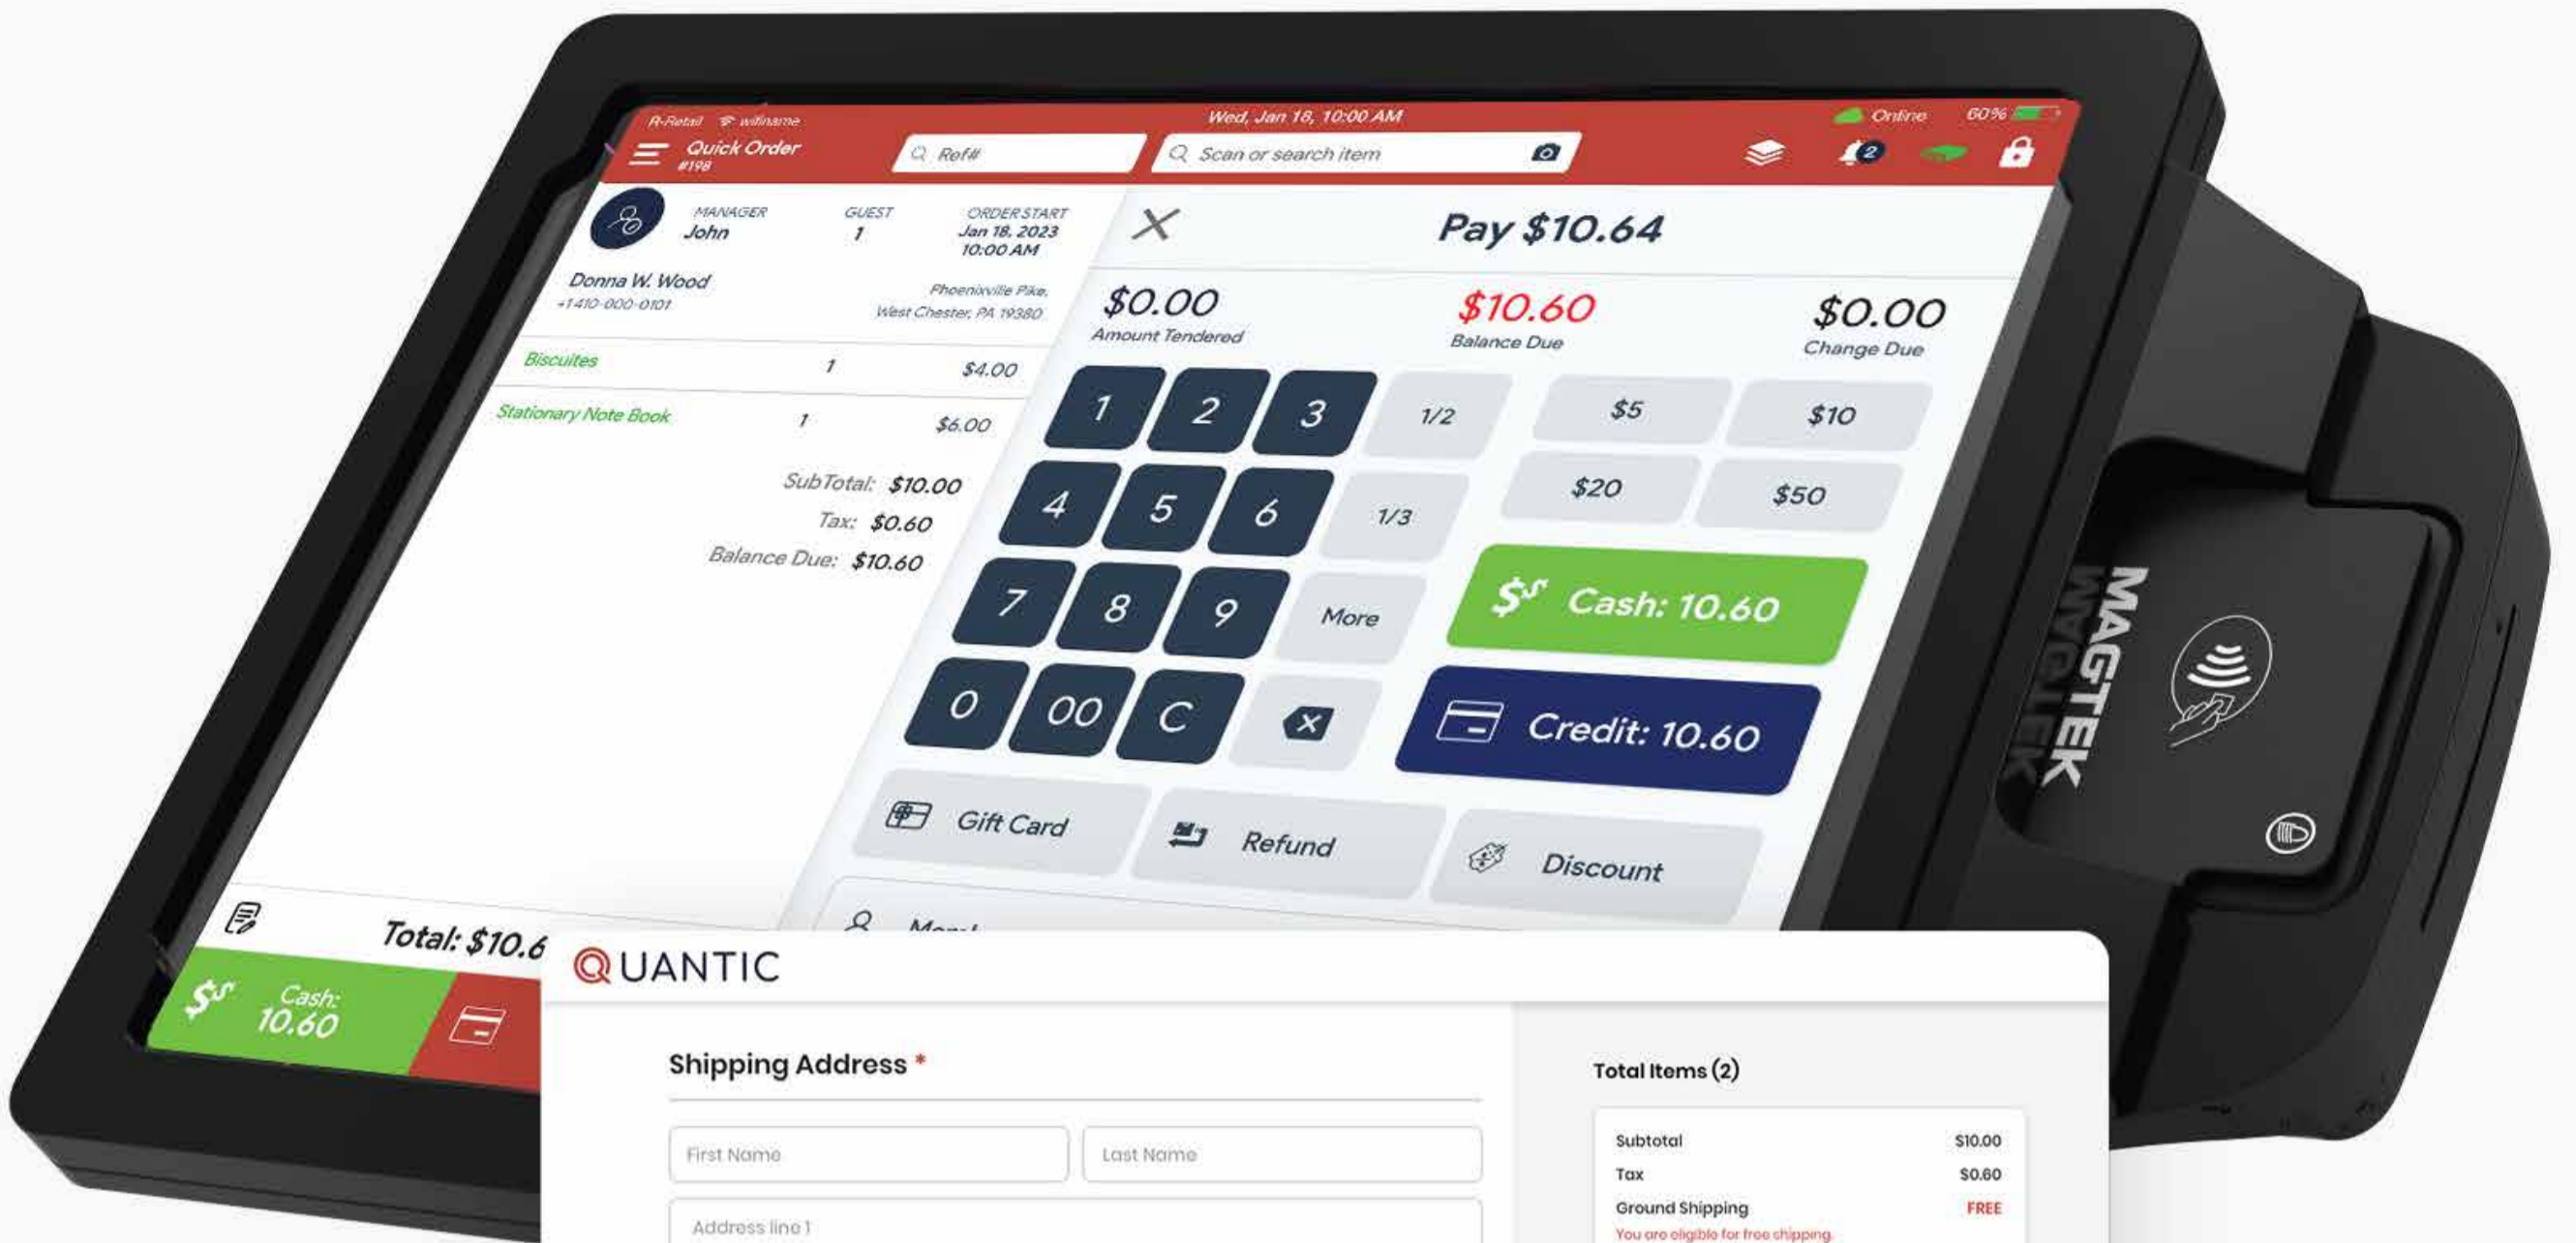 R-Retail wifiname
Wed, Jan 18, 10:00 AM
Online 60%
Quick Order
#198
Ref#
Scan or search item
2
MANAGER
John
GUEST
1
ORDER START
Jan 18, 2023
10:00 AM
Donna W. Wood
+1 410-000-0101
Phoenixville Pike,
West Chester, PA 19380
Biscuites 1 $4.00
Stationary Note Book 1 $6.00
SubTotal: $10.00
Tax: $0.60
Balance Due: $10.60
Total: $10.6
Cash:
10.60
Pay $10.64
$0.00
Amount Tendered
$10.60
Balance Due
$0.00
Change Due
1 2 3 1/2 $5 $10
4 5 6 1/3 $20 $50
7 8 9 More
Cash: 10.60
0 00 C
Credit: 10.60
Gift Card Refund Discount
MAGTEK
QUANTIC
Shipping Address *
First Name Last Name
Address line 1
Total Items (2)
Subtotal $10.00
Tax $0.60
Ground Shipping FREE
You are eligible for free shipping.